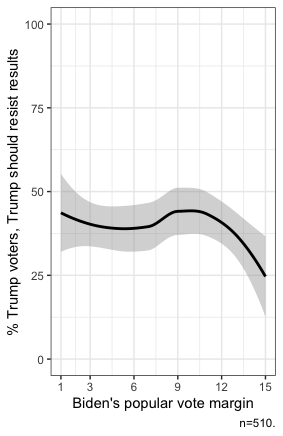 % Trump voters, Trump should resist results
100
75
50
25
0
1 3 6 9 12 15
Biden's popular vote margin
n=510.